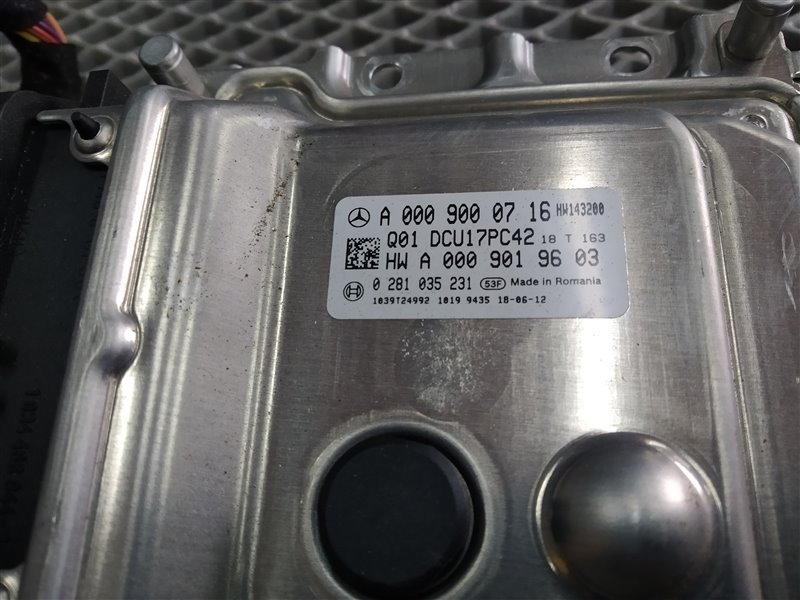 A 000 900 07 16 HW143200
Q01 DCU17PC42 18 T 163
HW A 000 901 96 03
0 281 035 231 53F Made in Romania
1039T24992 1019 9435 18-06-12